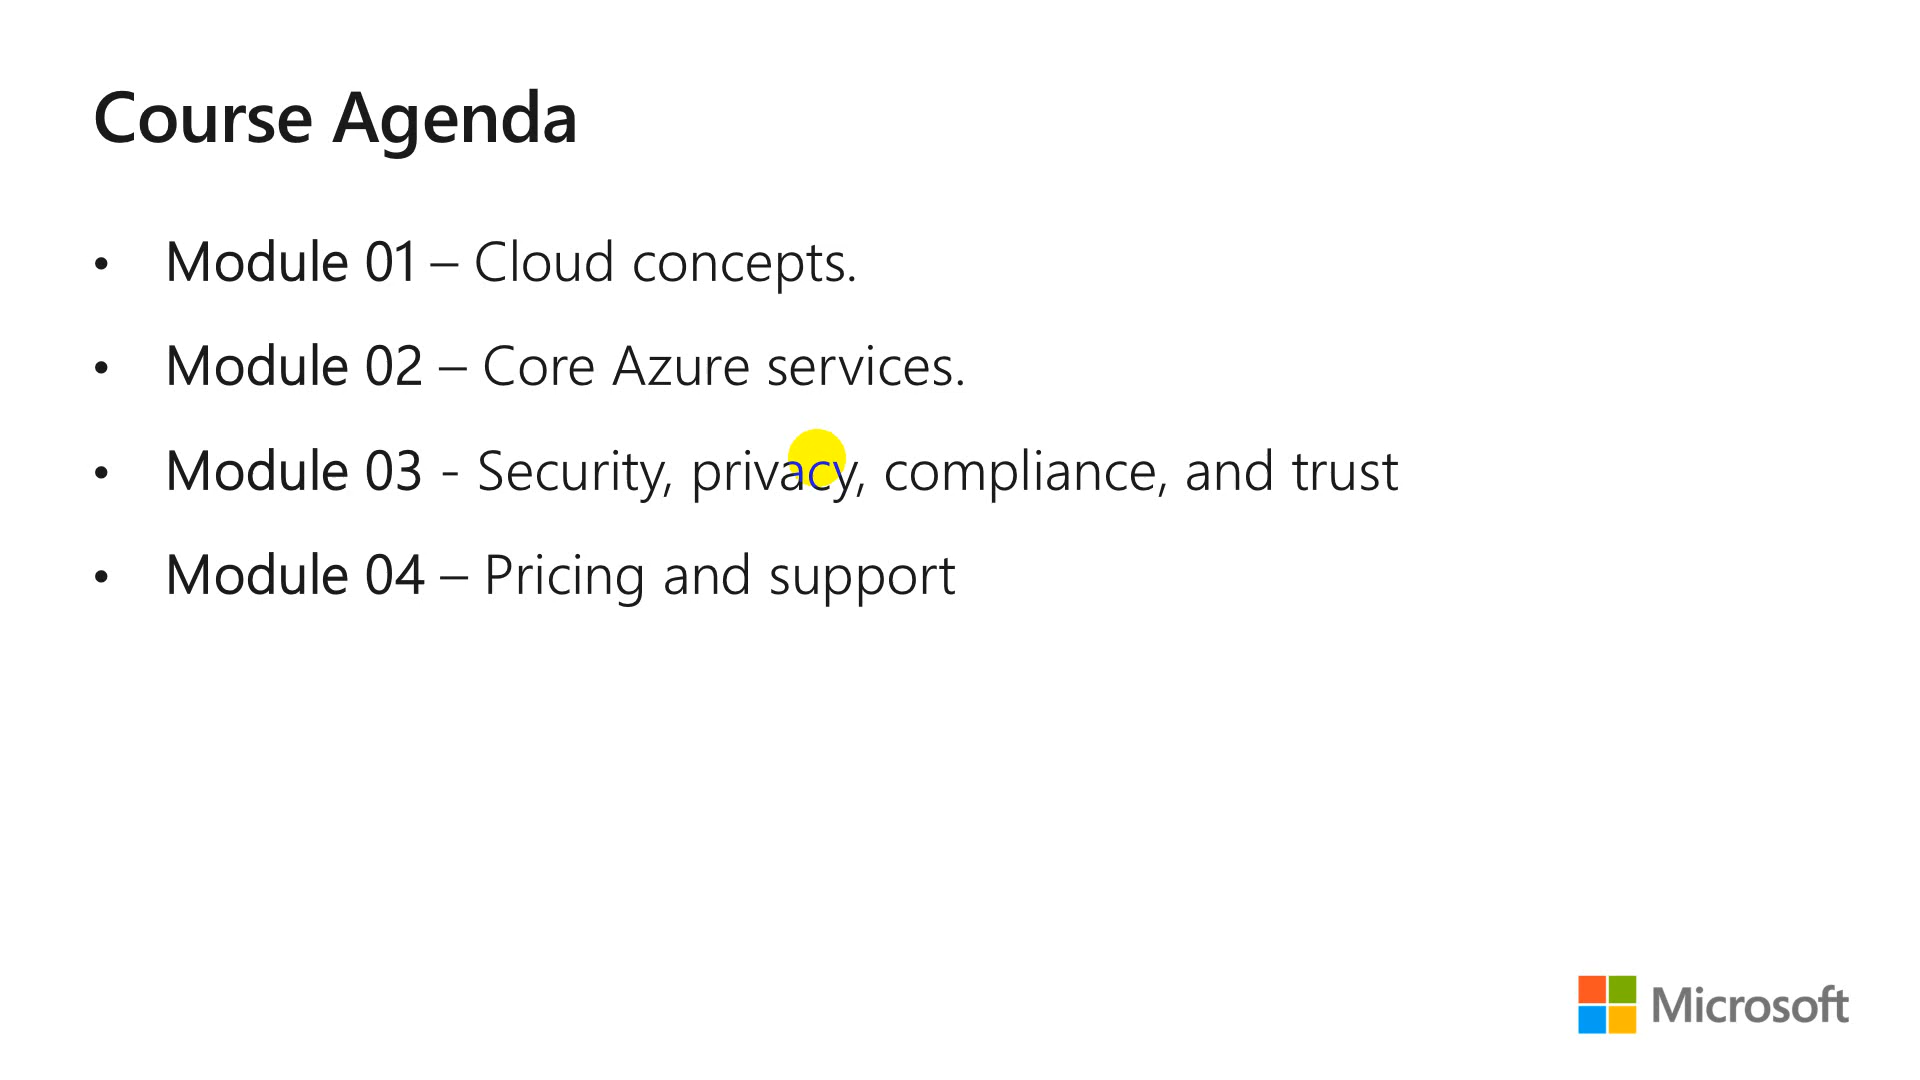 Course Agenda
• Module 01 – Cloud concepts.
• Module 02 – Core Azure services.
• Module 03 - Security, privacy, compliance, and trust
• Module 04 – Pricing and support
Microsoft